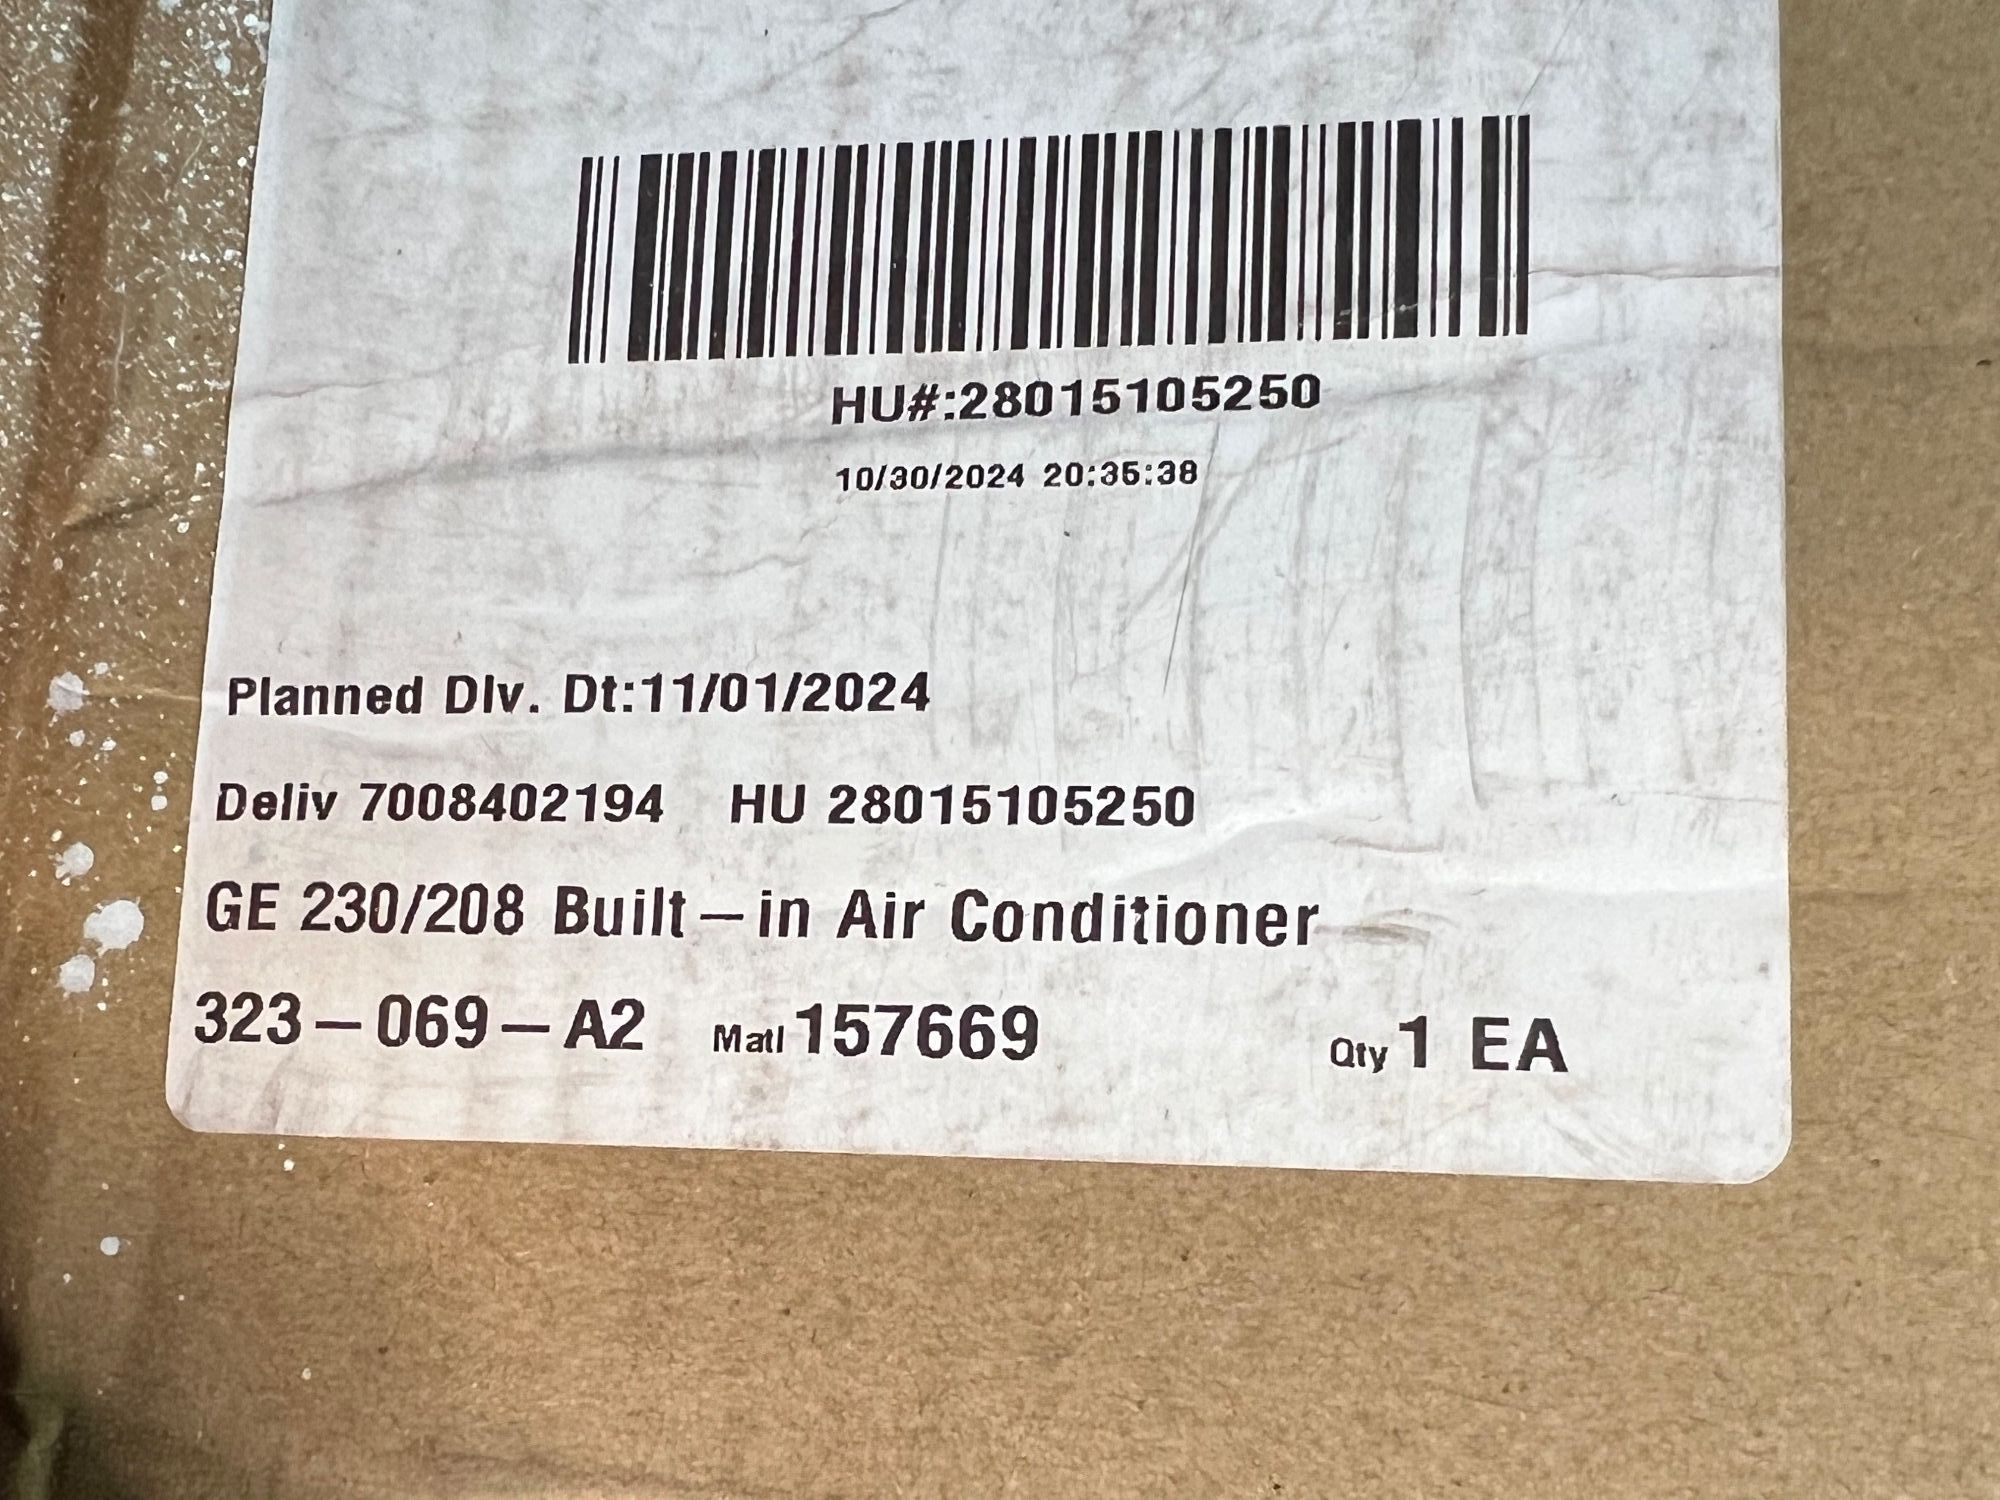 HU#:28015105250
10/30/2024 20:35:38
Planned Dlv. Dt:11/01/2024
Deliv 7008402194 HU 28015105250
GE 230/208 Built-in Air Conditioner
323-069-A2 Matl 157669 Qty 1 EA